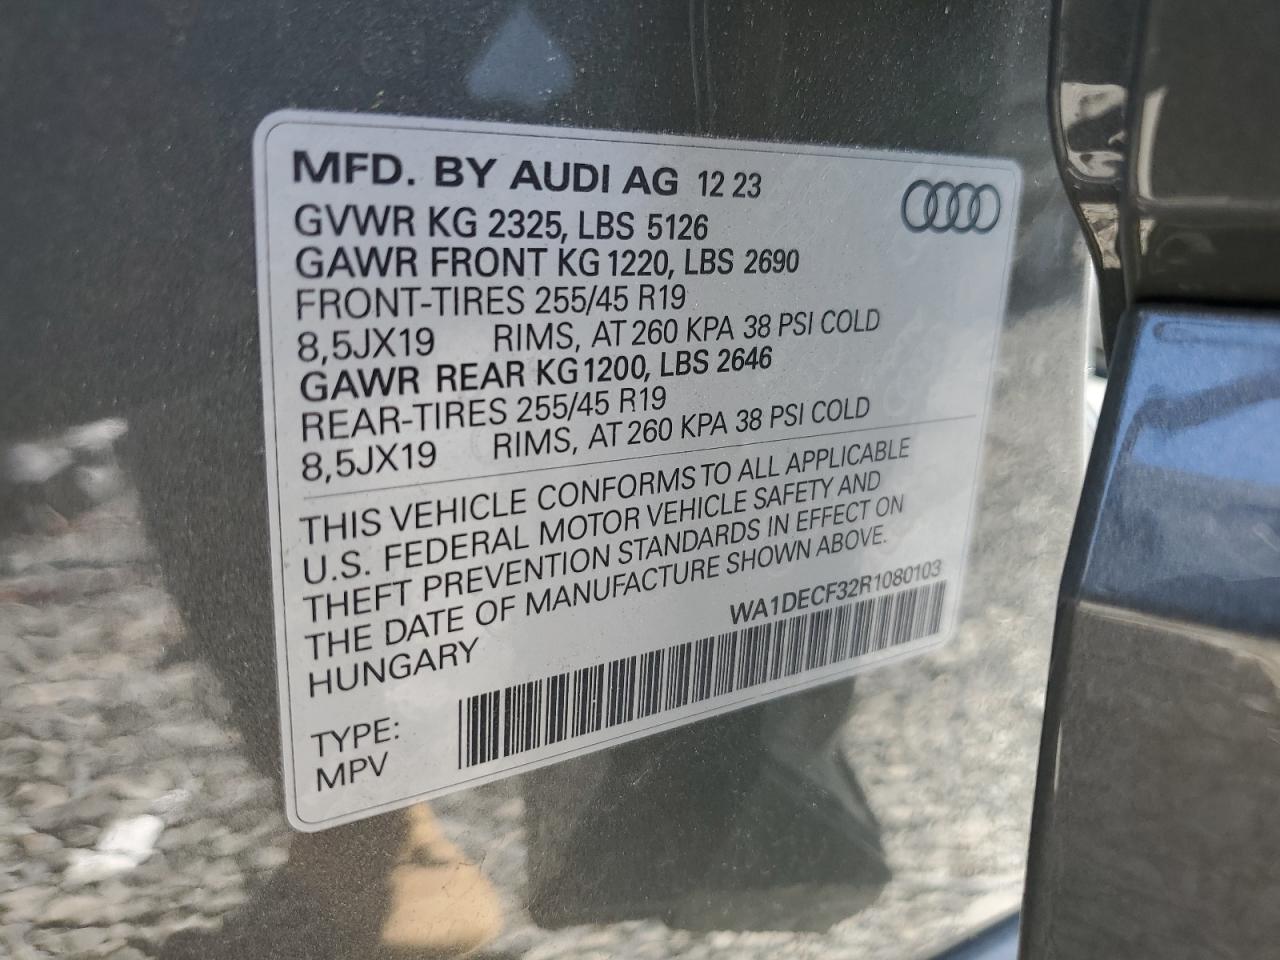 MFD. BY AUDI AG 12 23
GVWR KG 2325, LBS 5126
GAWR FRONT KG 1220, LBS 2690
FRONT-TIRES 255/45 R19
8,5JX19 RIMS, AT 260 KPA 38 PSI COLD
GAWR REAR KG 1200, LBS 2646
REAR-TIRES 255/45 R19
8,5JX19 RIMS, AT 260 KPA 38 PSI COLD
THIS VEHICLE CONFORMS TO ALL APPLICABLE
U.S. FEDERAL MOTOR VEHICLE SAFETY AND
THEFT PREVENTION STANDARDS IN EFFECT ON
THE DATE OF MANUFACTURE SHOWN ABOVE.
HUNGARY
WA1DECF32R1080103
TYPE:
MPV